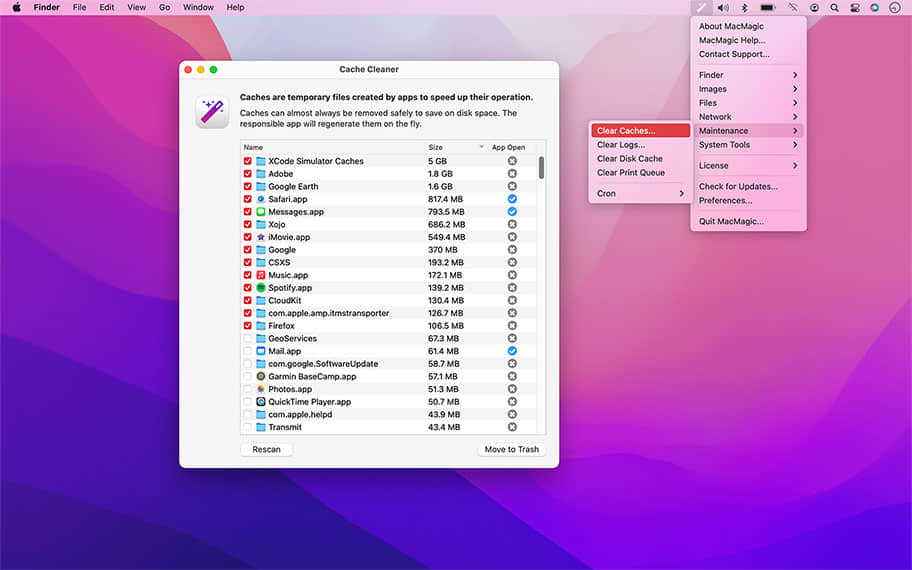 Finder File Edit View Go Window Help
About MacMagic
MacMagic Help...
Contact Support...
Finder
Images
Files
Network
Maintenance
System Tools
License
Check for Updates...
Preferences...
Quit MacMagic...
Clear Caches...
Clear Logs...
Clear Disk Cache
Clear Print Queue
Cron
Cache Cleaner
Caches are temporary files created by apps to speed up their operation.
Caches can almost always be removed safely to save on disk space. The
responsible app will regenerate them on the fly.
Name Size App Open
XCode Simulator Caches 5 GB
Adobe 1.8 GB
Google Earth 1.6 GB
Safari.app 817.4 MB
Messages.app 793.5 MB
Xojo 686.2 MB
iMovie.app 549.4 MB
Google 370 MB
CSXS 193.2 MB
Music.app 172.1 MB
Spotify.app 139.2 MB
CloudKit 130.4 MB
com.apple.amp.itmstransporter 126.7 MB
Firefox 106.5 MB
GeoServices 67.3 MB
Mail.app 61.4 MB
com.google.SoftwareUpdate 58.7 MB
Garmin BaseCamp.app 57.1 MB
Photos.app 51.3 MB
QuickTime Player.app 50.7 MB
com.apple.helpd 43.9 MB
Transmit 43.4 MB
Rescan Move to Trash